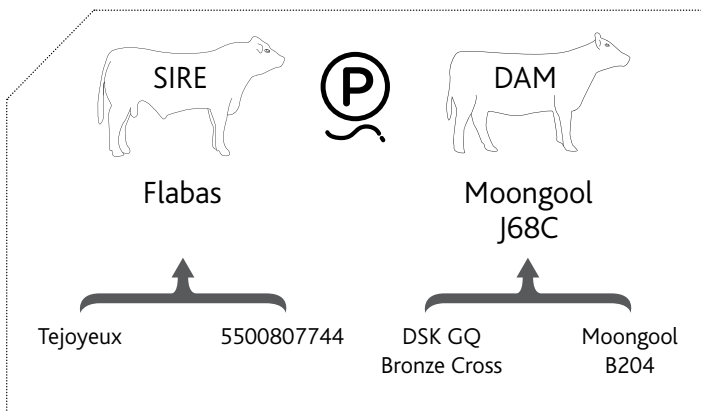 SIRE
P
DAM
Flabas
Moongool
J68C
Tejoyeux
5500807744
DSK GQ
Bronze Cross
Moongool
B204